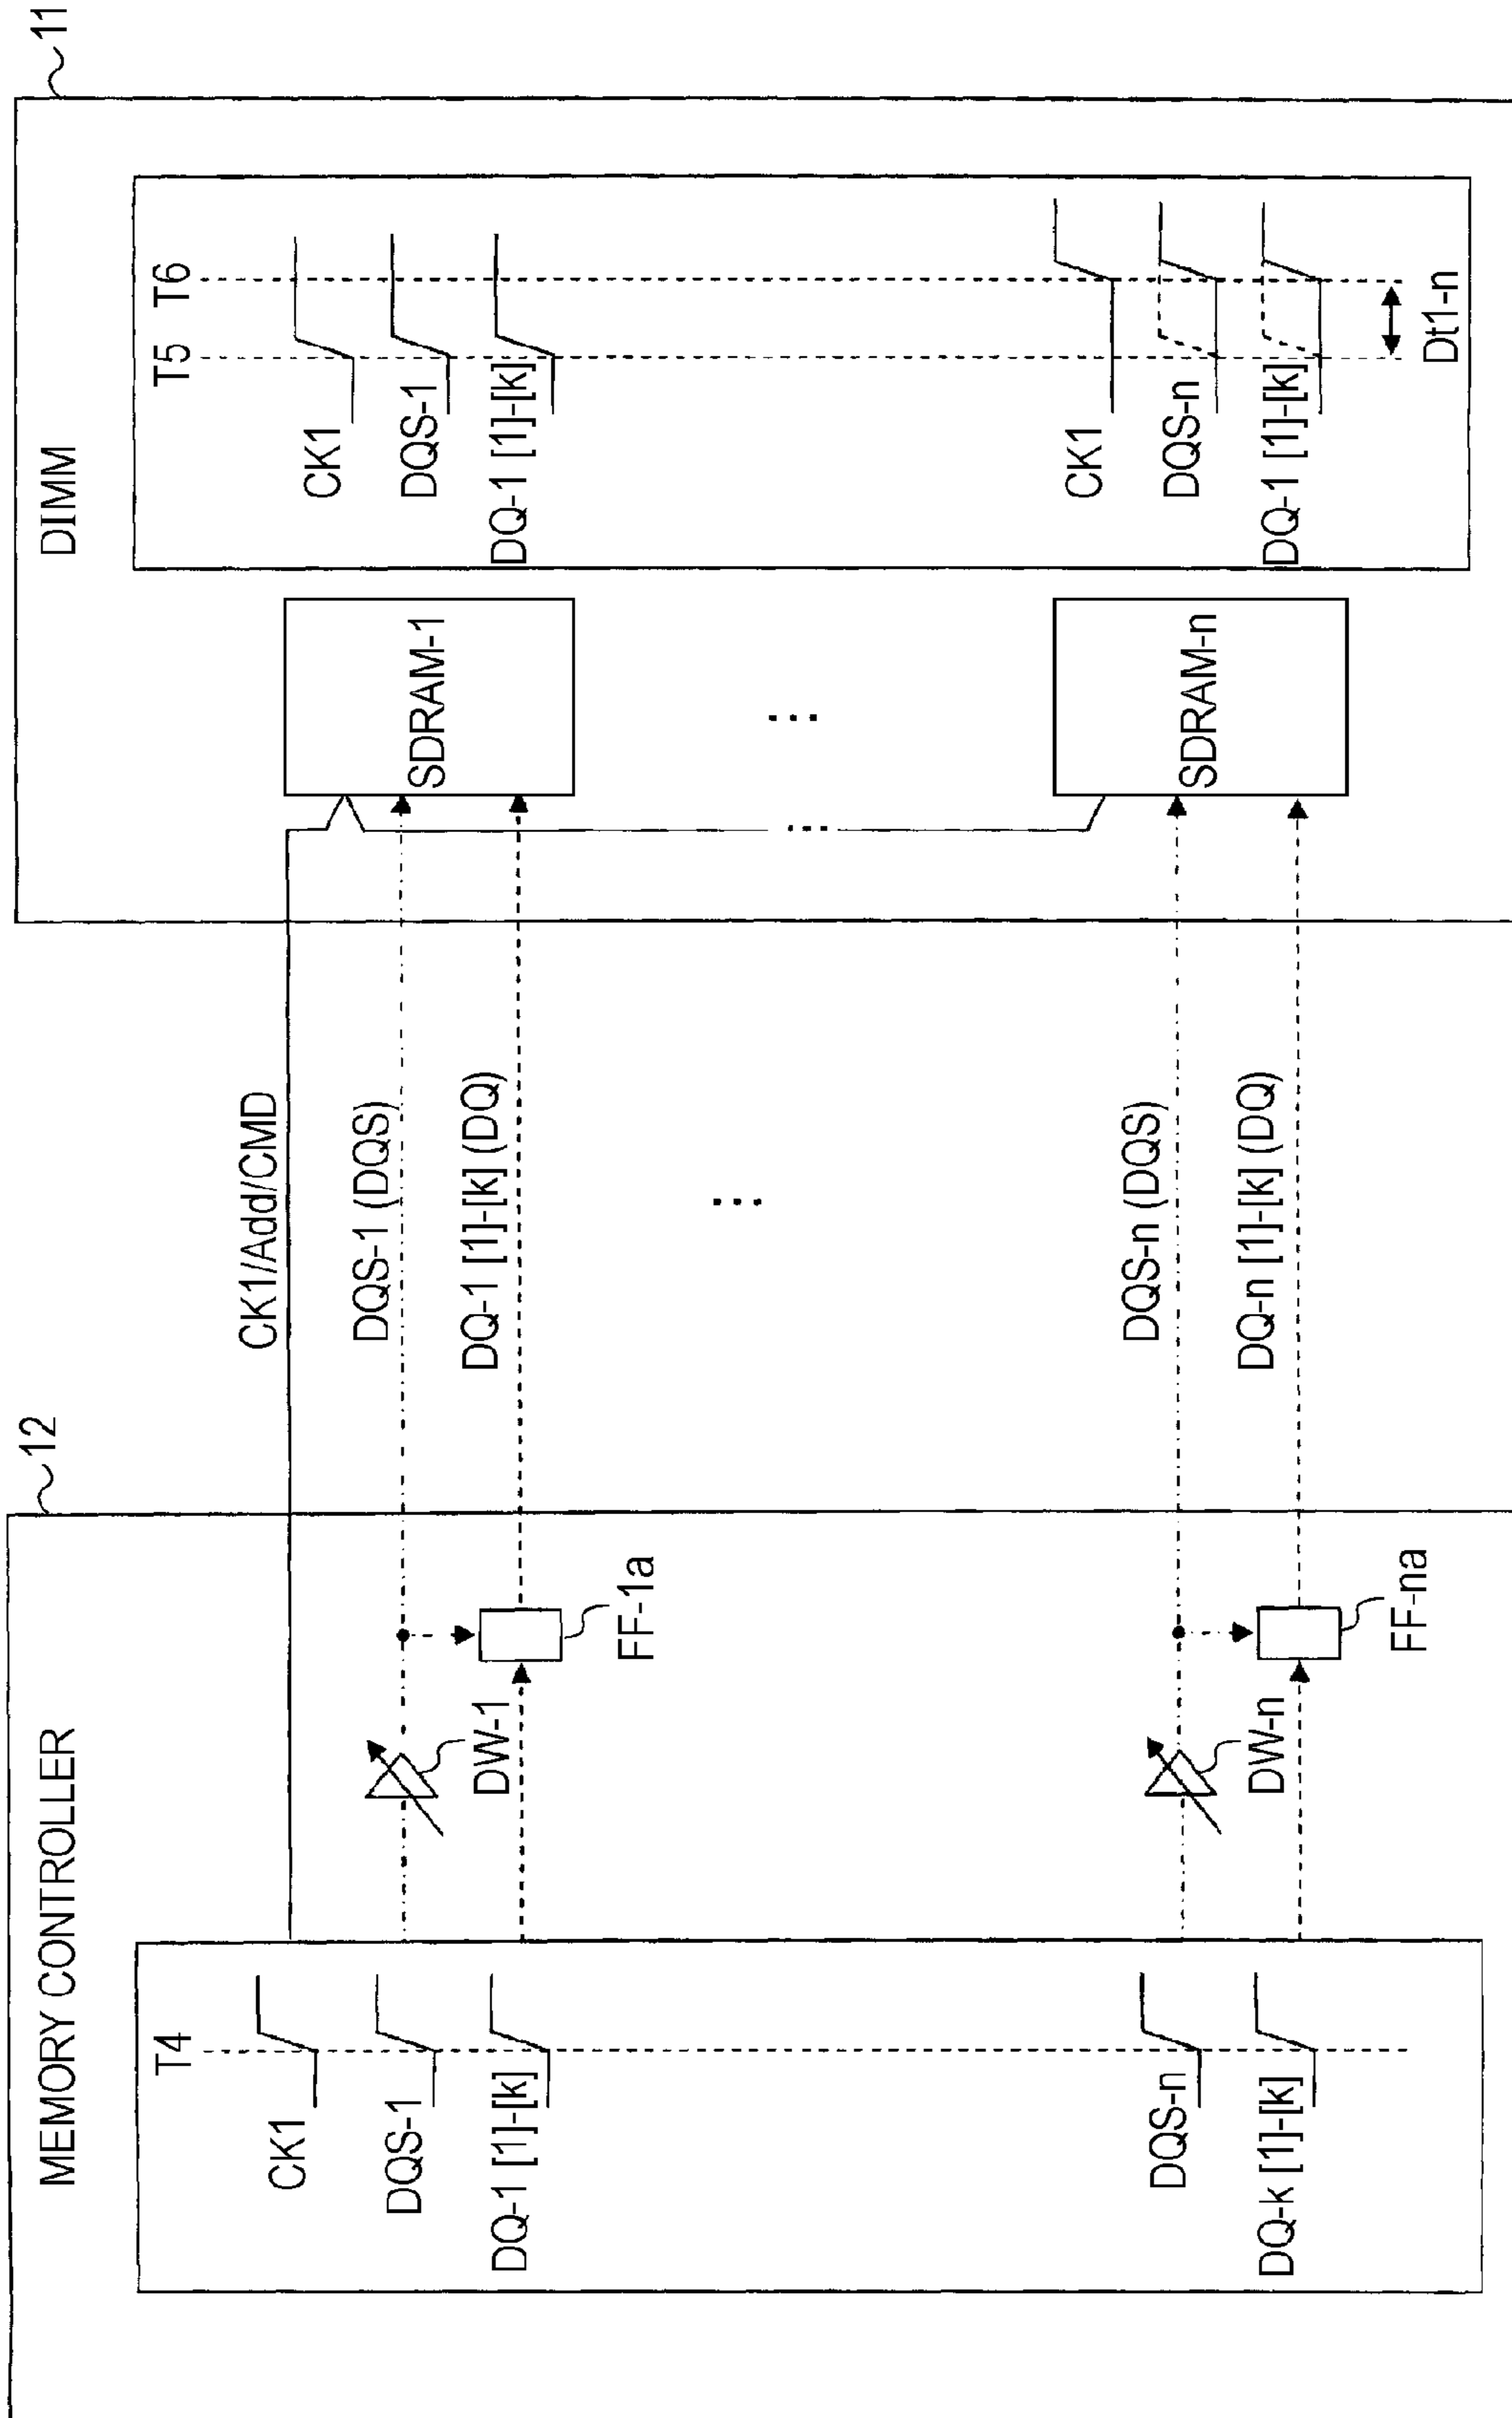 MEMORY CONTROLLER
12
T4
CK1
DQS-1
DQ-1 [1]-[k]
DQS-n
DQ-k [1]-[k]
DW-1
FF-1a
DW-n
FF-na
CK1/Add/CMD
DQS-1 (DQS)
DQ-1 [1]-[k] (DQ)
...
DQS-n (DQS)
DQ-n [1]-[k] (DQ)
DIMM
11
SDRAM-1
...
...
SDRAM-n
T5 T6
CK1
DQS-1
DQ-1 [1]-[k]
CK1
DQS-n
DQ-1 [1]-[k]
Dt1-n